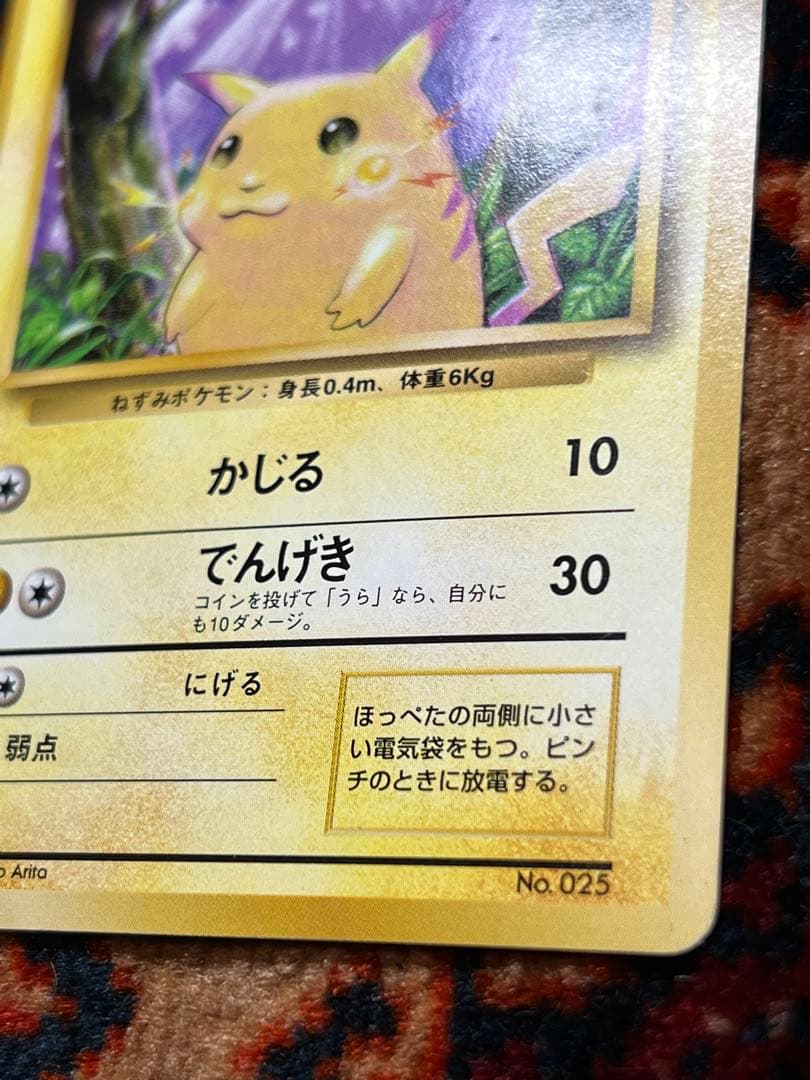 ねずみポケモン：身長0.4m、体重6Kg
かじる 10
でんげき 30
コインを投げて「うら」なら、自分に
も10ダメージ。
にげる
弱点
ほっぺたの両側に小さ
い電気袋をもつ。ピン
チのときに放電する。
o Arita
No. 025